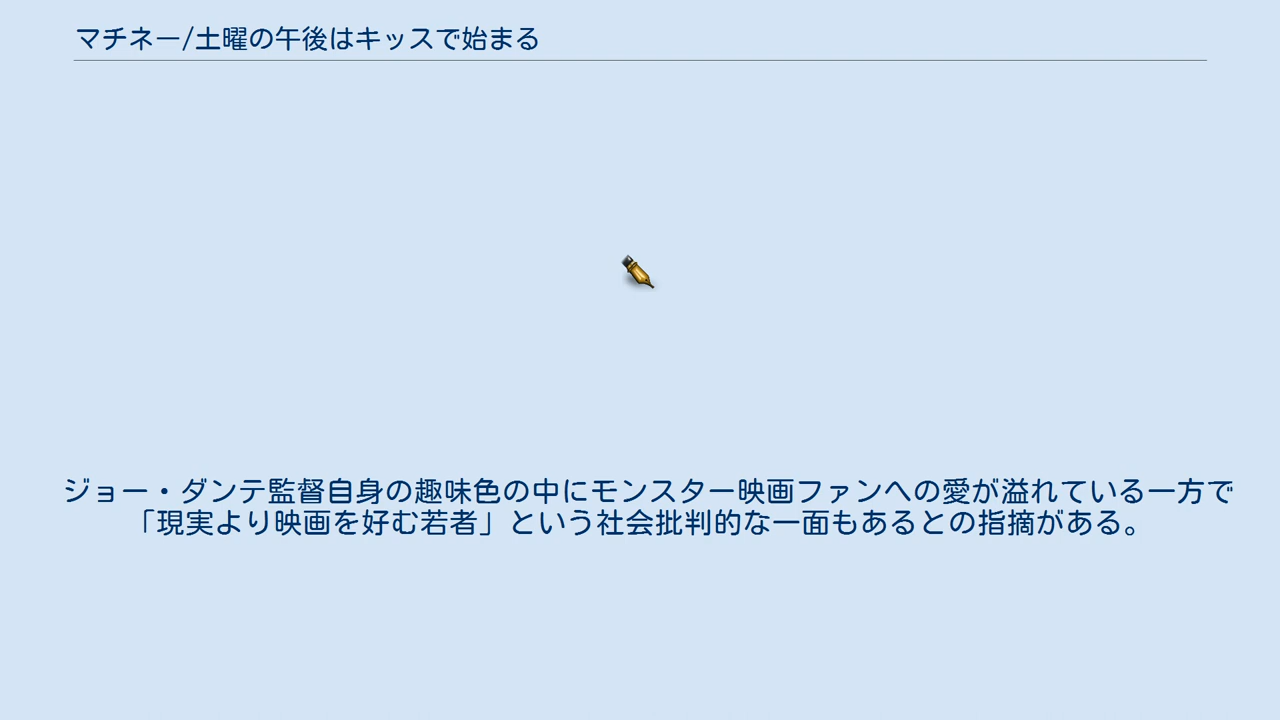 マチネー/土曜の午後はキッスで始まる
ジョー・ダンテ監督自身の趣味色の中にモンスター映画ファンへの愛が溢れている一方で
「現実より映画を好む若者」という社会批判的な一面もあるとの指摘がある。